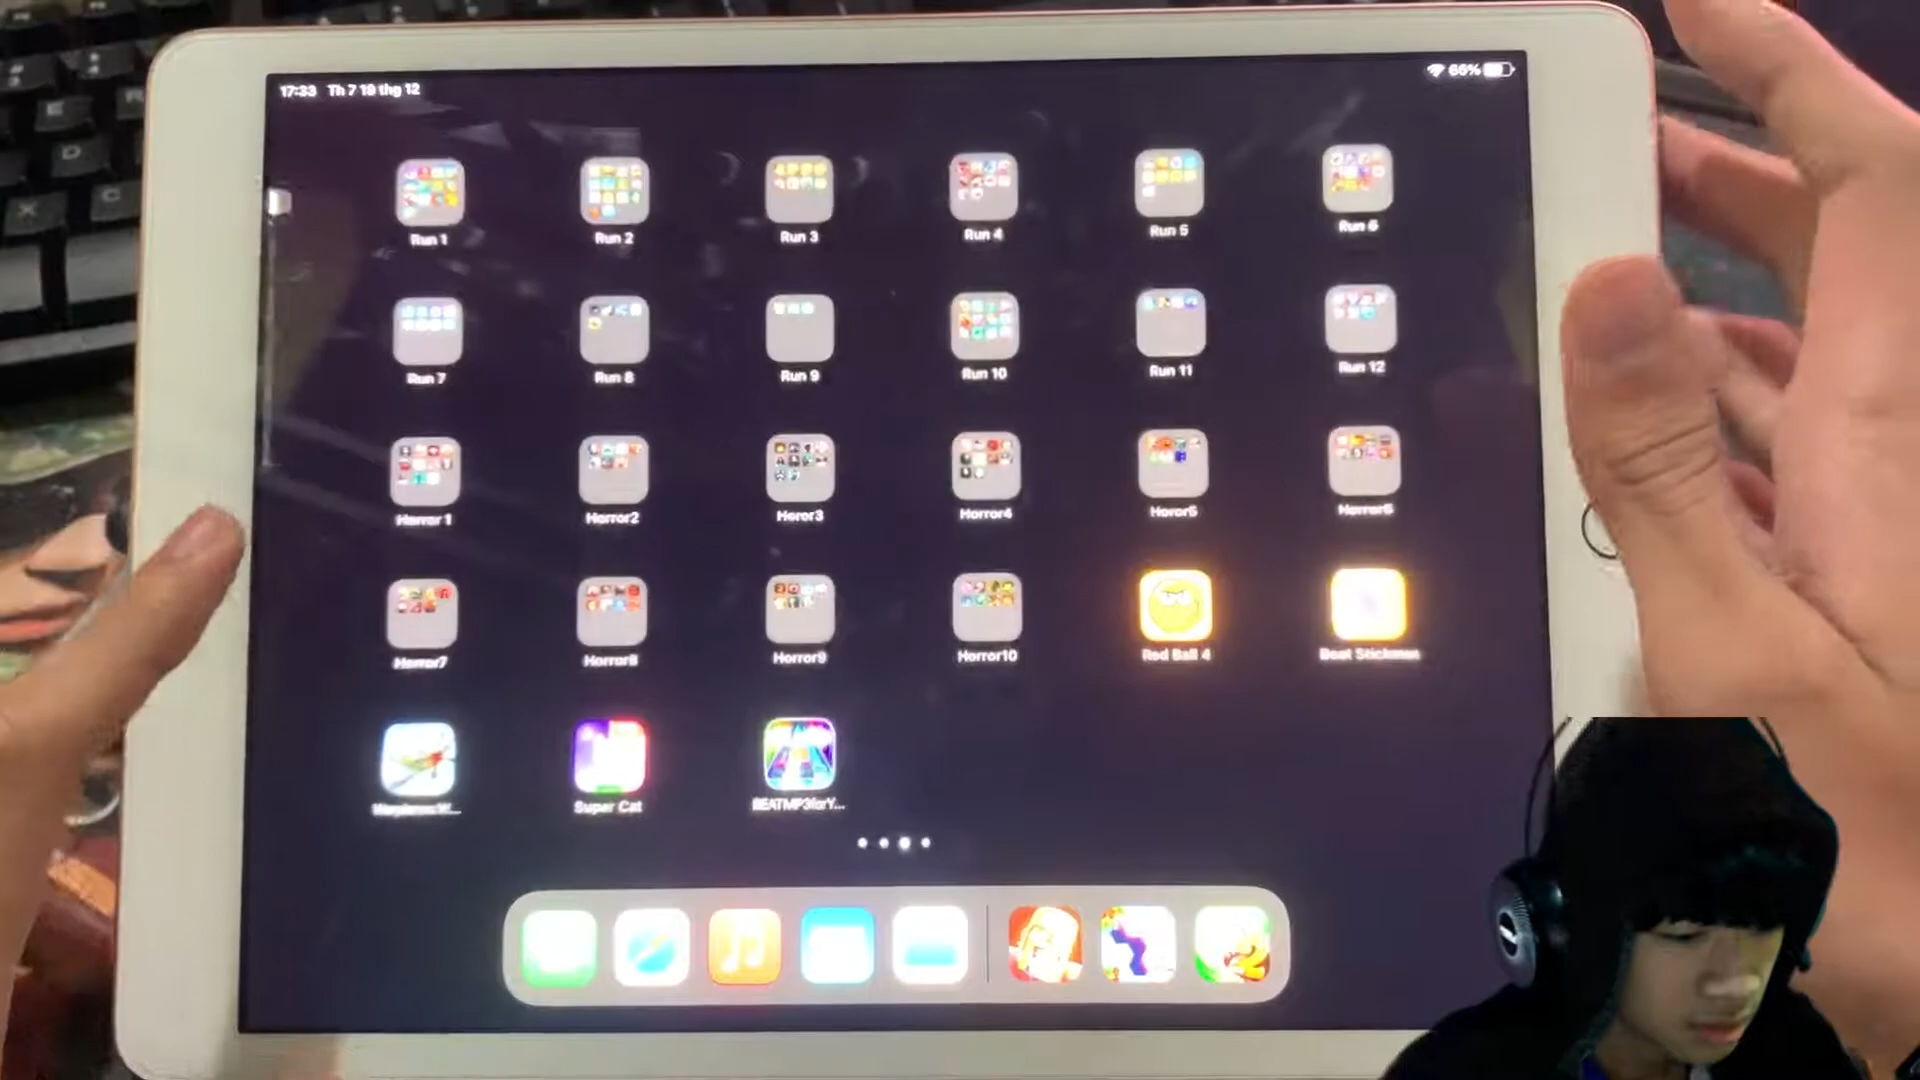 17:33 Th 7 19 thg 12
66%
Run 1 Run 2 Run 3 Run 4 Run 5 Run 6
Run 7 Run 8 Run 9 Run 10 Run 11 Run 12
Horror 1 Horror2 Horor3 Horror4 Horor5 Horror6
Horror7 Horror8 Horror9 Horror10 Red Ball 4 Beat Stickman
Super Cat BEATMP3forY...
D
C
X
E